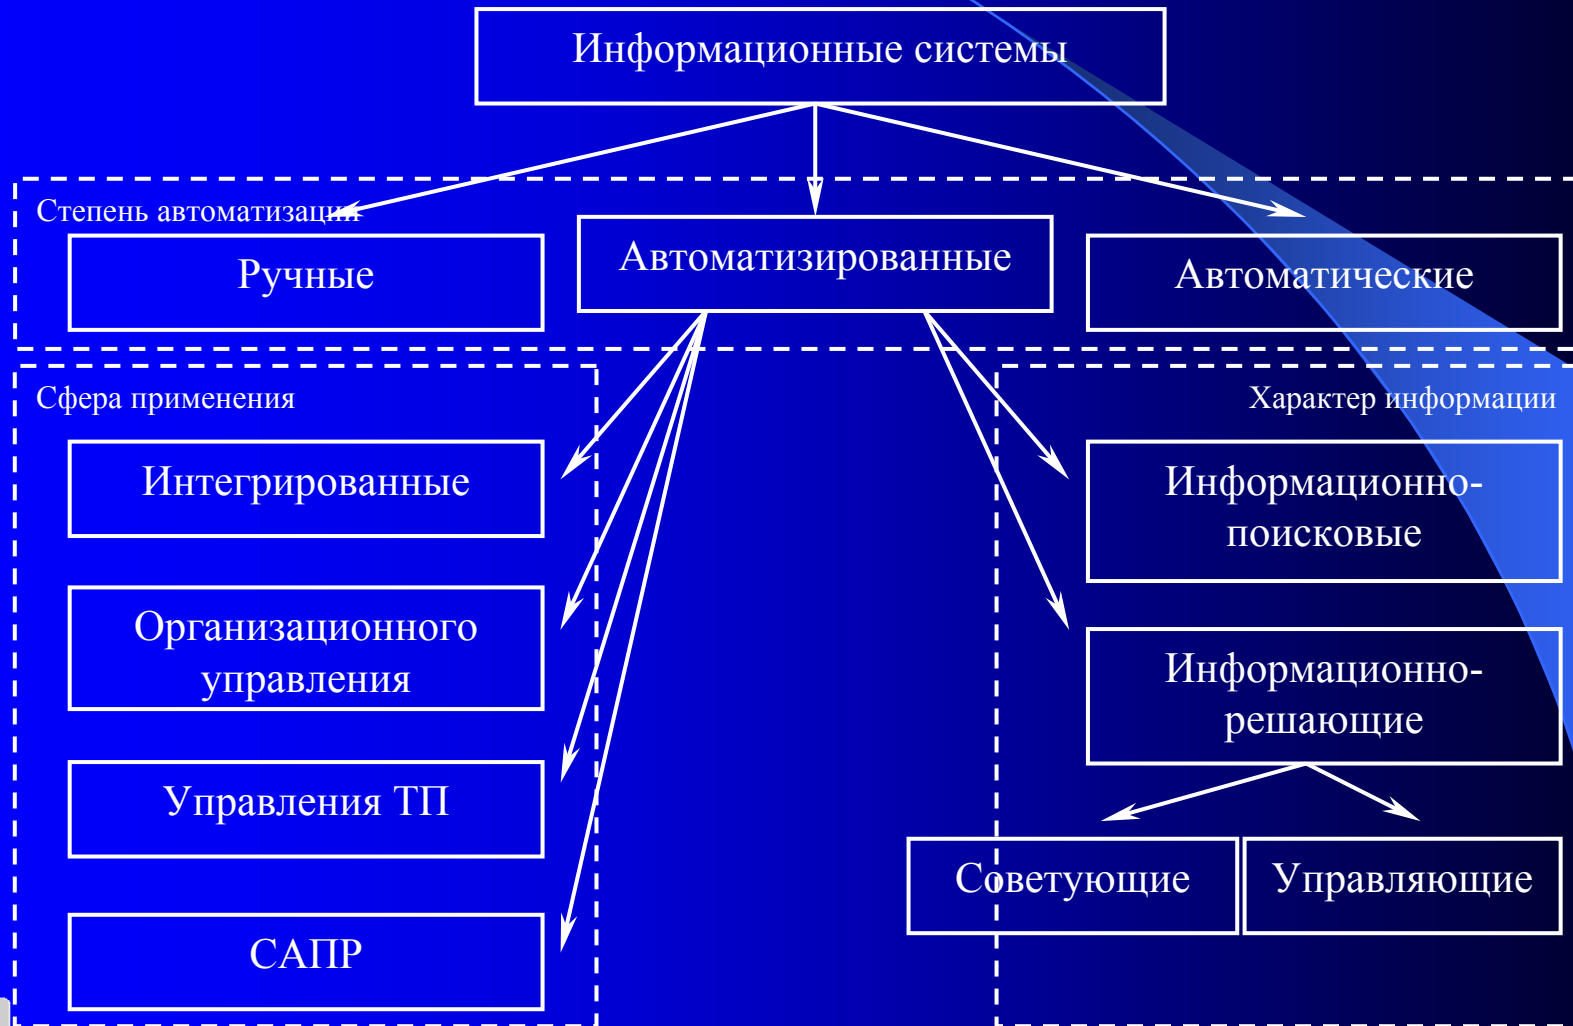 Информационные системы
Степень автоматизации
Ручные
Автоматизированные
Автоматические
Сфера применения
Интегрированные
Организационного
управления
Управления ТП
САПР
Характер информации
Информационно-
поисковые
Информационно-
решающие
Советующие
Управляющие